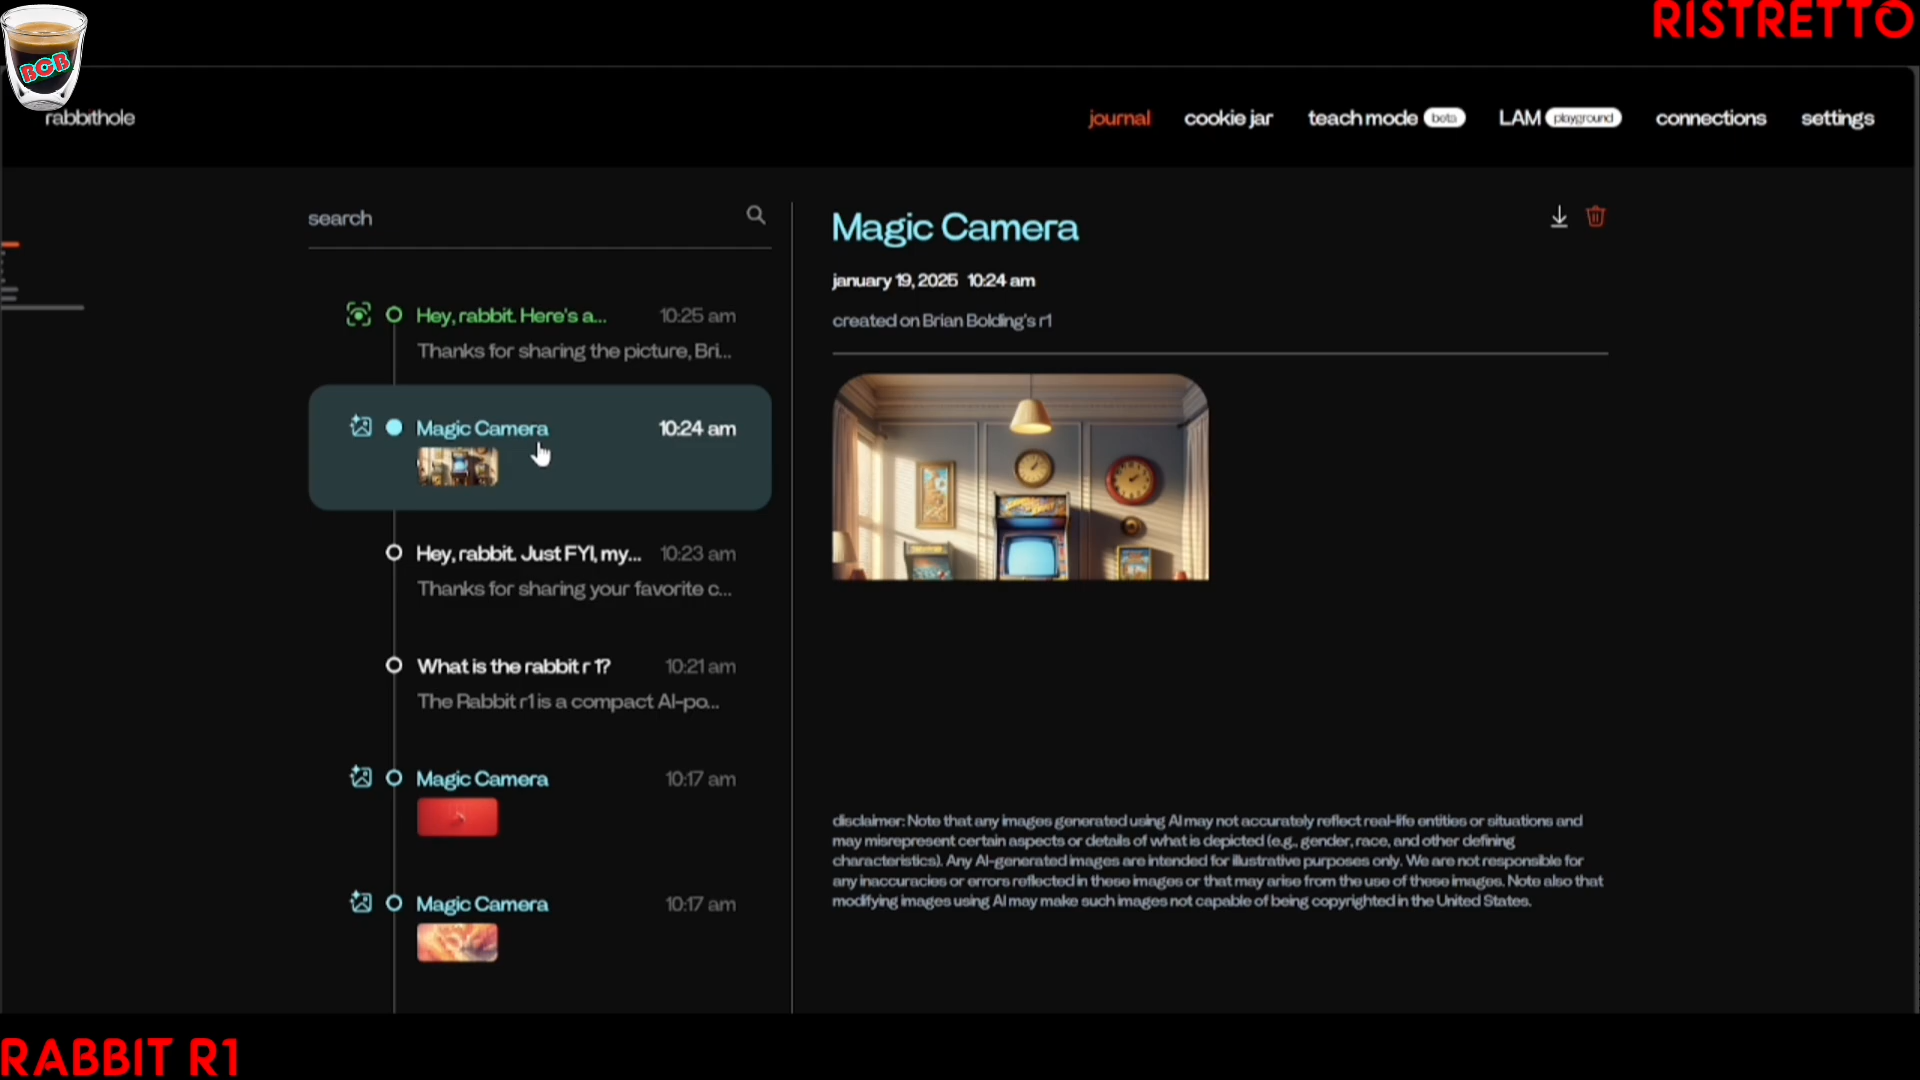 RISTRETTO
BCB
rabbithole
journal cookie jar teach mode beta LAM playground connections settings
search
Hey, rabbit. Here's a... 10:25 am
Thanks for sharing the picture, Bri...
Magic Camera 10:24 am
Hey, rabbit. Just FYI, my... 10:23 am
Thanks for sharing your favorite c...
What is the rabbit r 1? 10:21 am
The Rabbit r1 is a compact AI-po...
Magic Camera 10:17 am
Magic Camera 10:17 am
Magic Camera
january 19, 2025 10:24 am
created on Brian Bolding's r1
disclaimer: Note that any images generated using AI may not accurately reflect real-life entities or situations and
may misrepresent certain aspects or details of what is depicted (e.g., gender, race, and other defining
characteristics). Any AI-generated images are intended for illustrative purposes only. We are not responsible for
any inaccuracies or errors reflected in these images or that may arise from the use of these images. Note also that
modifying images using AI may make such images not capable of being copyrighted in the United States.
RABBIT R1